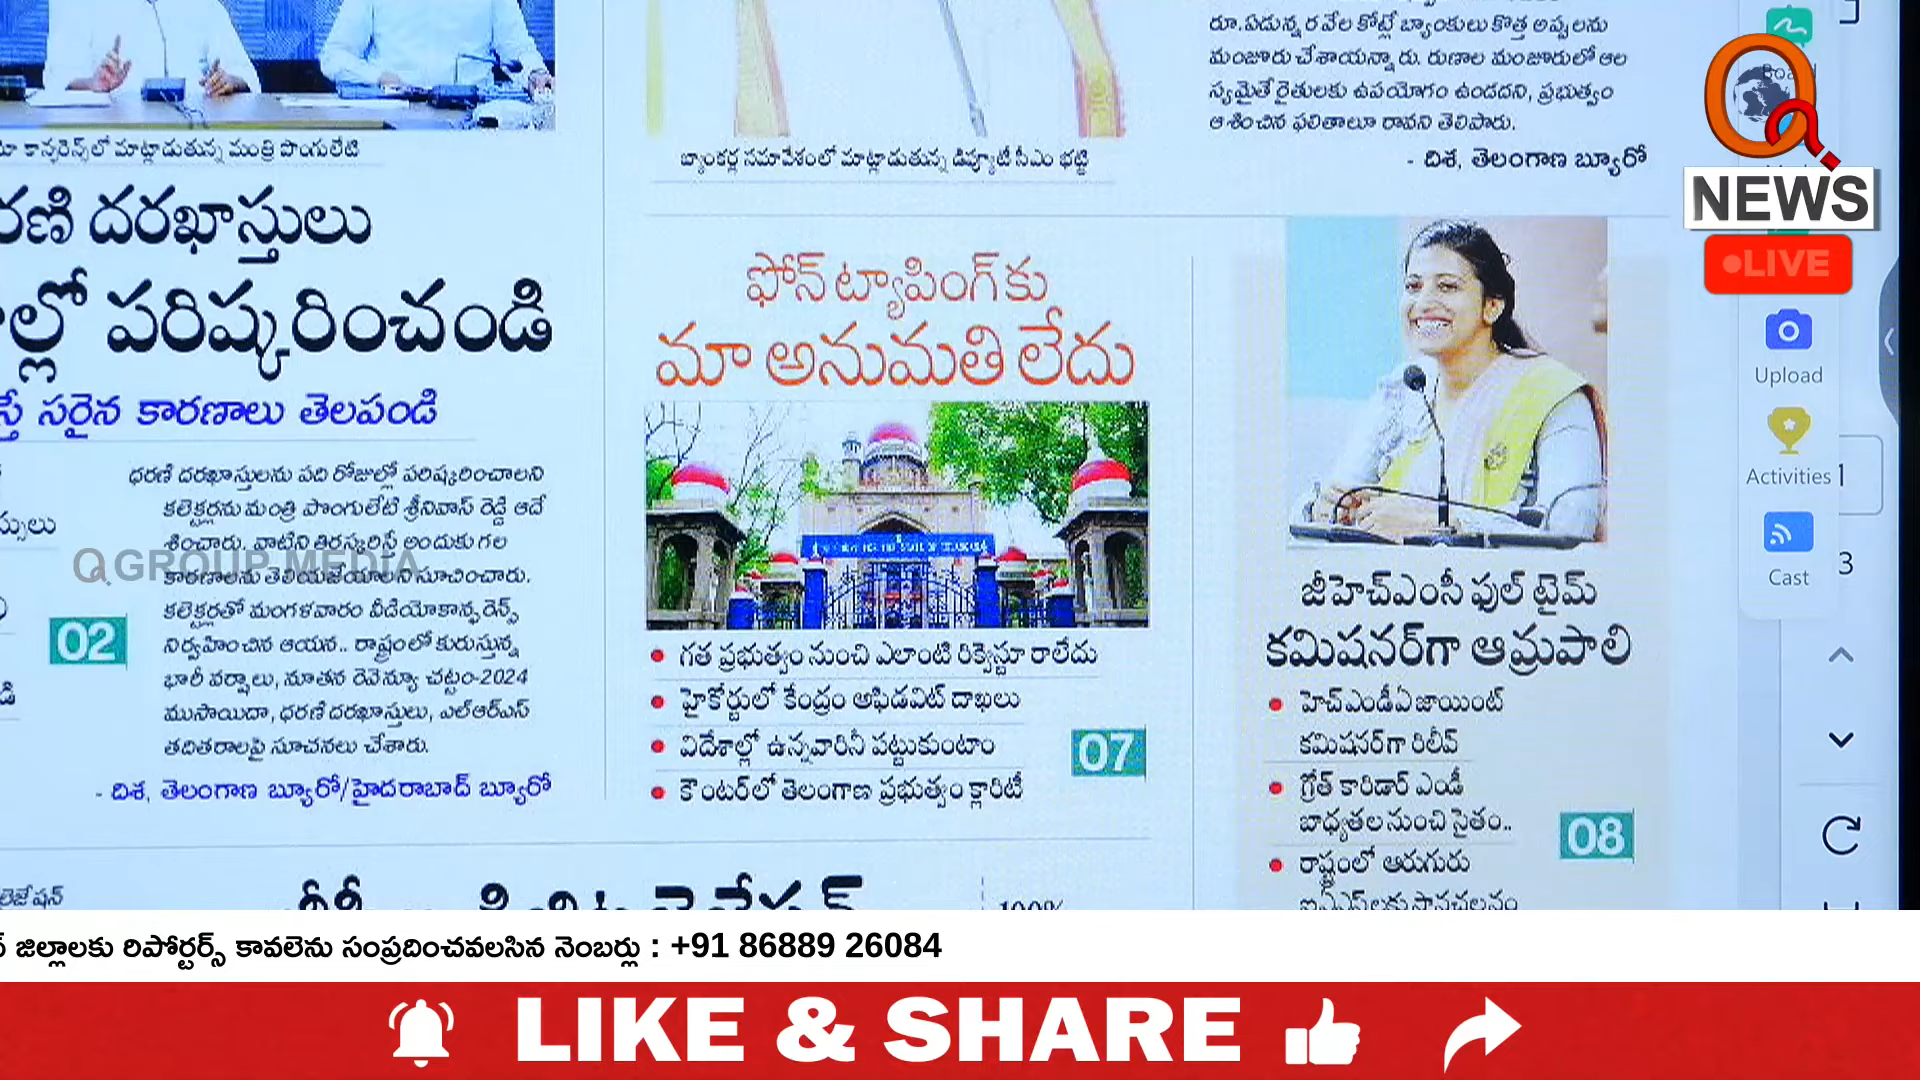 రూ.ఏడున్నర వేల కోట్లే బ్యాంకులు కొత్త అప్పులను
మంజూరు చేశాయన్నారు. రుణాల మంజూరులో ఆల
స్యమైతే రైతులకు ఉపయోగం ఉండదని, ప్రభుత్వం
ఆశించిన ఫలితాలూ రావని తెలిపారు.
- దిశ, తెలంగాణ బ్యూరో
కాన్ఫరెన్స్‌లో మాట్లాడుతున్న మంత్రి పొంగులేటి
బ్యాంకర్ల సమావేశంలో మాట్లాడుతున్న డిప్యూటీ సీఎం భట్టి
రణి దరఖాస్తులు
ల్లో పరిష్కరించండి
స్తే సరైన కారణాలు తెలపండి
ధరణి దరఖాస్తులను పది రోజుల్లో పరిష్కరించాలని
కలెక్టర్లను మంత్రి పొంగులేటి శ్రీనివాస్ రెడ్డి ఆదే
శించారు. వాటిని తిరస్కరిస్తే అందుకు గల
కారణాలను తెలియజేయాలని సూచించారు.
కలెక్టర్లతో మంగళవారం వీడియోకాన్ఫరెన్స్
నిర్వహించిన ఆయన.. రాష్ట్రంలో కురుస్తున్న
భారీ వర్షాలు, నూతన రెవెన్యూ చట్టం-2024
ముసాయిదా, ధరణి దరఖాస్తులు, ఎల్ఆర్ఎస్
తదితరాలపై సూచనలు చేశారు.
- దిశ, తెలంగాణ బ్యూరో/హైదరాబాద్ బ్యూరో
02
Q GROUP MEDIA
ఫోన్ ట్యాపింగ్‌కు
మా అనుమతి లేదు
గత ప్రభుత్వం నుంచి ఎలాంటి రిక్వెస్టూ రాలేదు
హైకోర్టులో కేంద్రం అఫిడవిట్ దాఖలు
విదేశాల్లో ఉన్నవారినీ పట్టుకుంటాం
కౌంటర్‌లో తెలంగాణ ప్రభుత్వం క్లారిటీ
07
జీహెచ్ఎంసీ ఫుల్ టైమ్
కమిషనర్‌గా ఆమ్రపాలి
హెచ్ఎండీఏ జాయింట్
కమిషనర్‌గా రిలీవ్
గ్రోత్ కారిడార్ ఎండీ
బాధ్యతల నుంచి సైతం..
రాష్ట్రంలో ఆరుగురు
08
Q
NEWS
LIVE
Upload
Activities
1
Cast
3
జిల్లాలకు రిపోర్టర్స్ కావలెను సంప్రదించవలసిన నెంబర్లు : +91 86889 26084
LIKE & SHARE